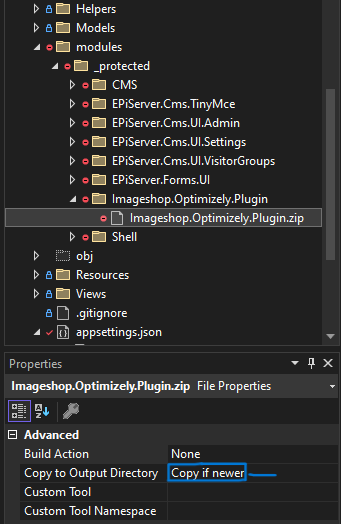 Helpers
Models
modules
_protected
CMS
EPiServer.Cms.TinyMce
EPiServer.Cms.UI.Admin
EPiServer.Cms.UI.Settings
EPiServer.Cms.UI.VisitorGroups
EPiServer.Forms.UI
Imageshop.Optimizely.Plugin
Imageshop.Optimizely.Plugin.zip
Shell
obj
Resources
Views
.gitignore
appsettings.json
Properties
Imageshop.Optimizely.Plugin.zip File Properties
Advanced
Build Action None
Copy to Output Directory Copy if newer
Custom Tool
Custom Tool Namespace